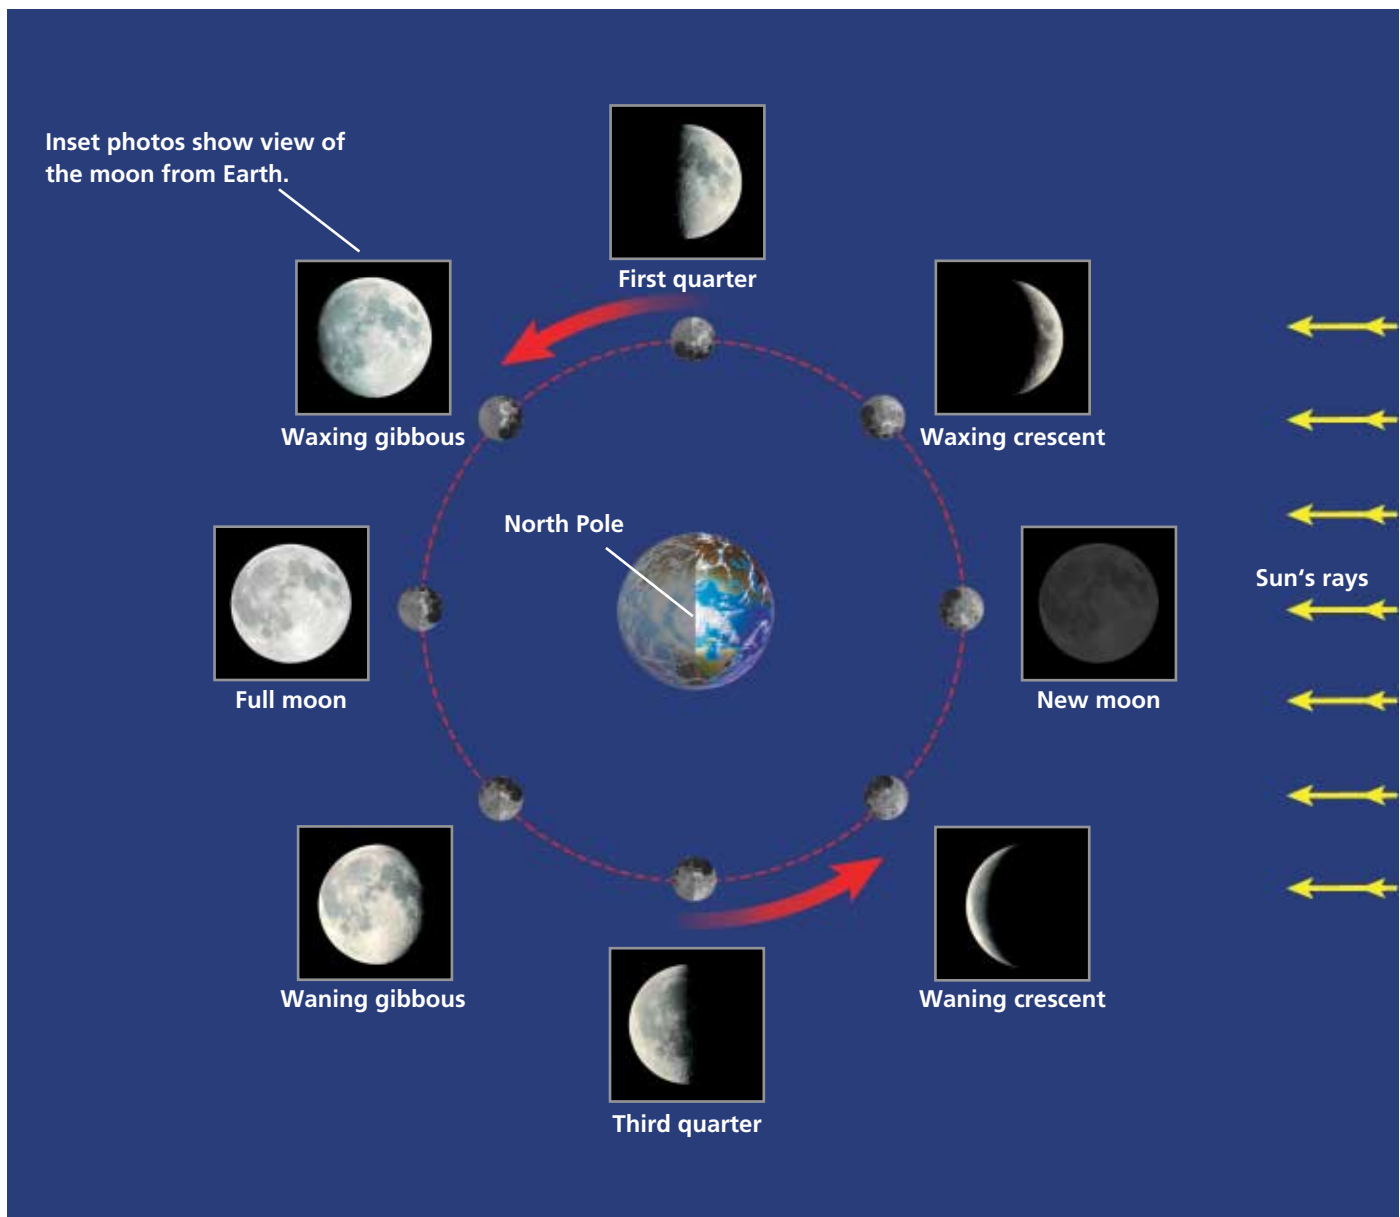 Inset photos show view of
the moon from Earth.
First quarter
Waxing gibbous
Waxing crescent
North Pole
Sun‘s rays
Full moon
New moon
Waning gibbous
Waning crescent
Third quarter